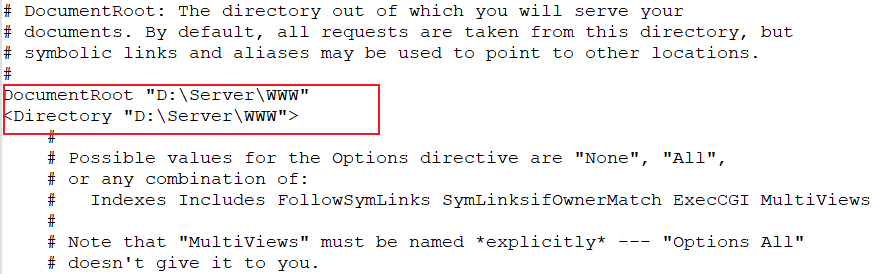 # DocumentRoot: The directory out of which you will serve your
# documents. By default, all requests are taken from this directory, but
# symbolic links and aliases may be used to point to other locations.
#
DocumentRoot "D:\Server\WWW"
<Directory "D:\Server\WWW">
    #
    # Possible values for the Options directive are "None", "All",
    # or any combination of:
    #   Indexes Includes FollowSymLinks SymLinksifOwnerMatch ExecCGI MultiViews
    #
    # Note that "MultiViews" must be named *explicitly* --- "Options All"
    # doesn't give it to you.